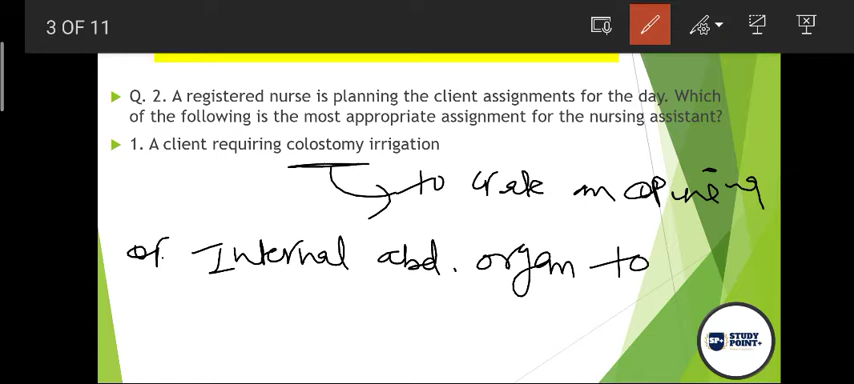 3 OF 11
Q. 2. A registered nurse is planning the client assignments for the day. Which
of the following is the most appropriate assignment for the nursing assistant?
1. A client requiring colostomy irrigation
to create an opening
of Internal abd. organ to
SP+ STUDY
POINT+